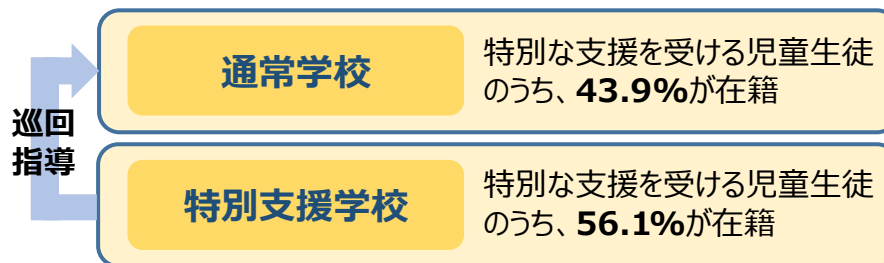 通常学校
特別な支援を受ける児童生徒
のうち、43.9%が在籍
巡回
指導
特別支援学校
特別な支援を受ける児童生徒
のうち、56.1%が在籍